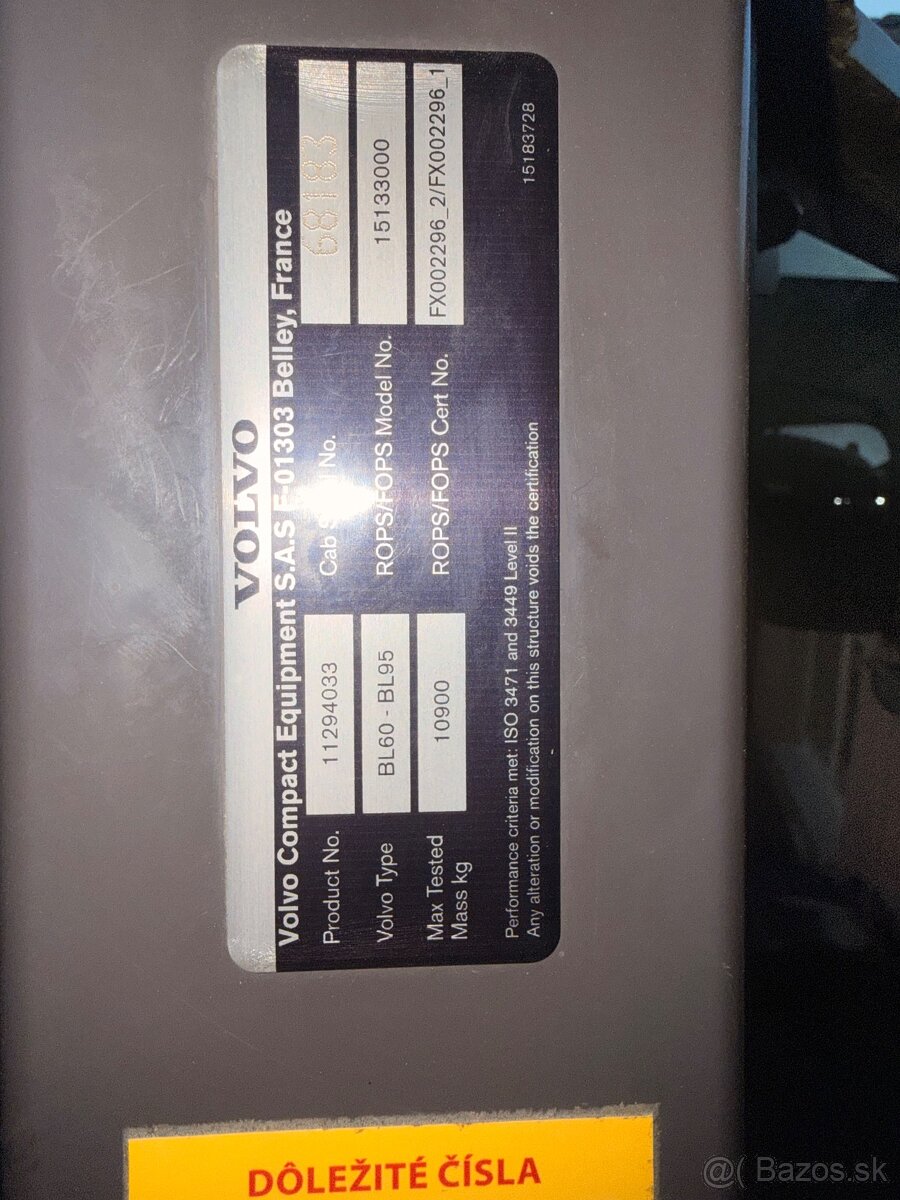 VOLVO
Volvo Compact Equipment S.A.S F-01303 Belley, France
Product No. 11294033 Cab No. 68183
Volvo Type BL60 - BL95 ROPS/FOPS Model No. 15133000
Max Tested Mass kg 10900 ROPS/FOPS Cert No. FX002296_2/FX002296_1
Performance criteria met: ISO 3471 and 3449 Level II
Any alteration or modification on this structure voids the certification
15183728
DÔLEŽITÉ ČÍSLA
@( Bazos.sk